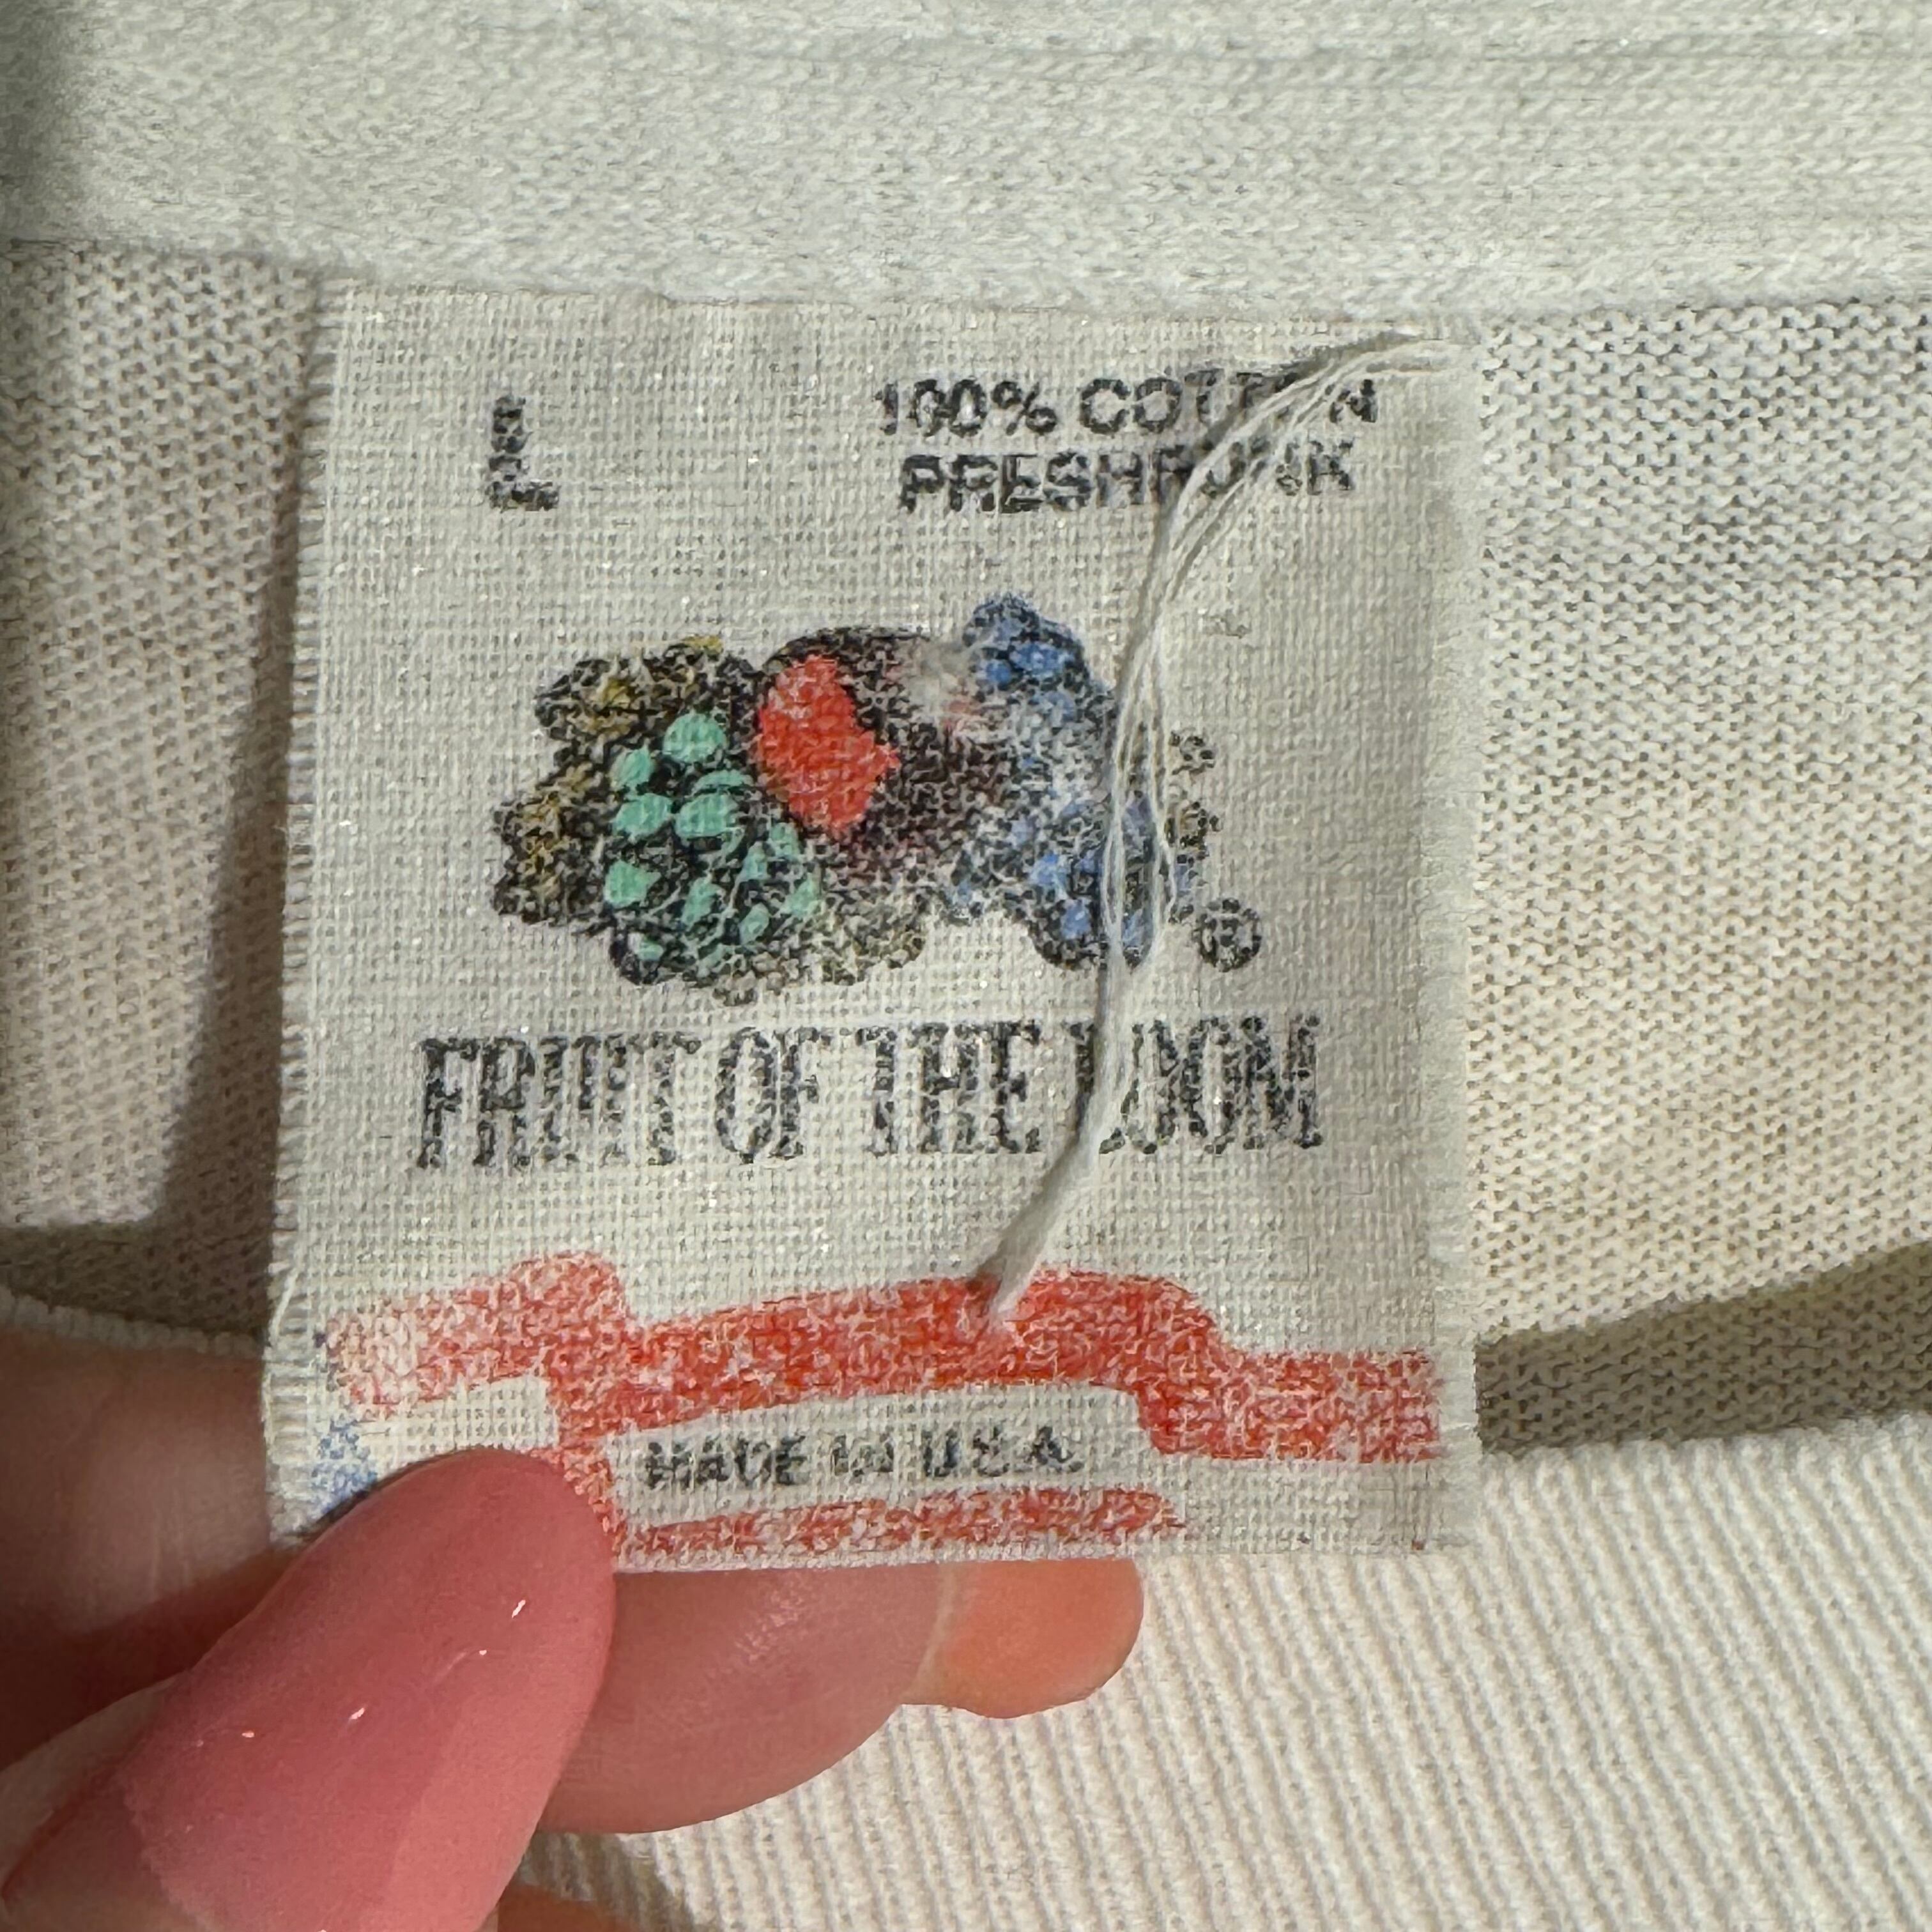 L
100% COTTON
PRESHRUNK
®
FRUIT OF THE LOOM
MADE IN U.S.A.